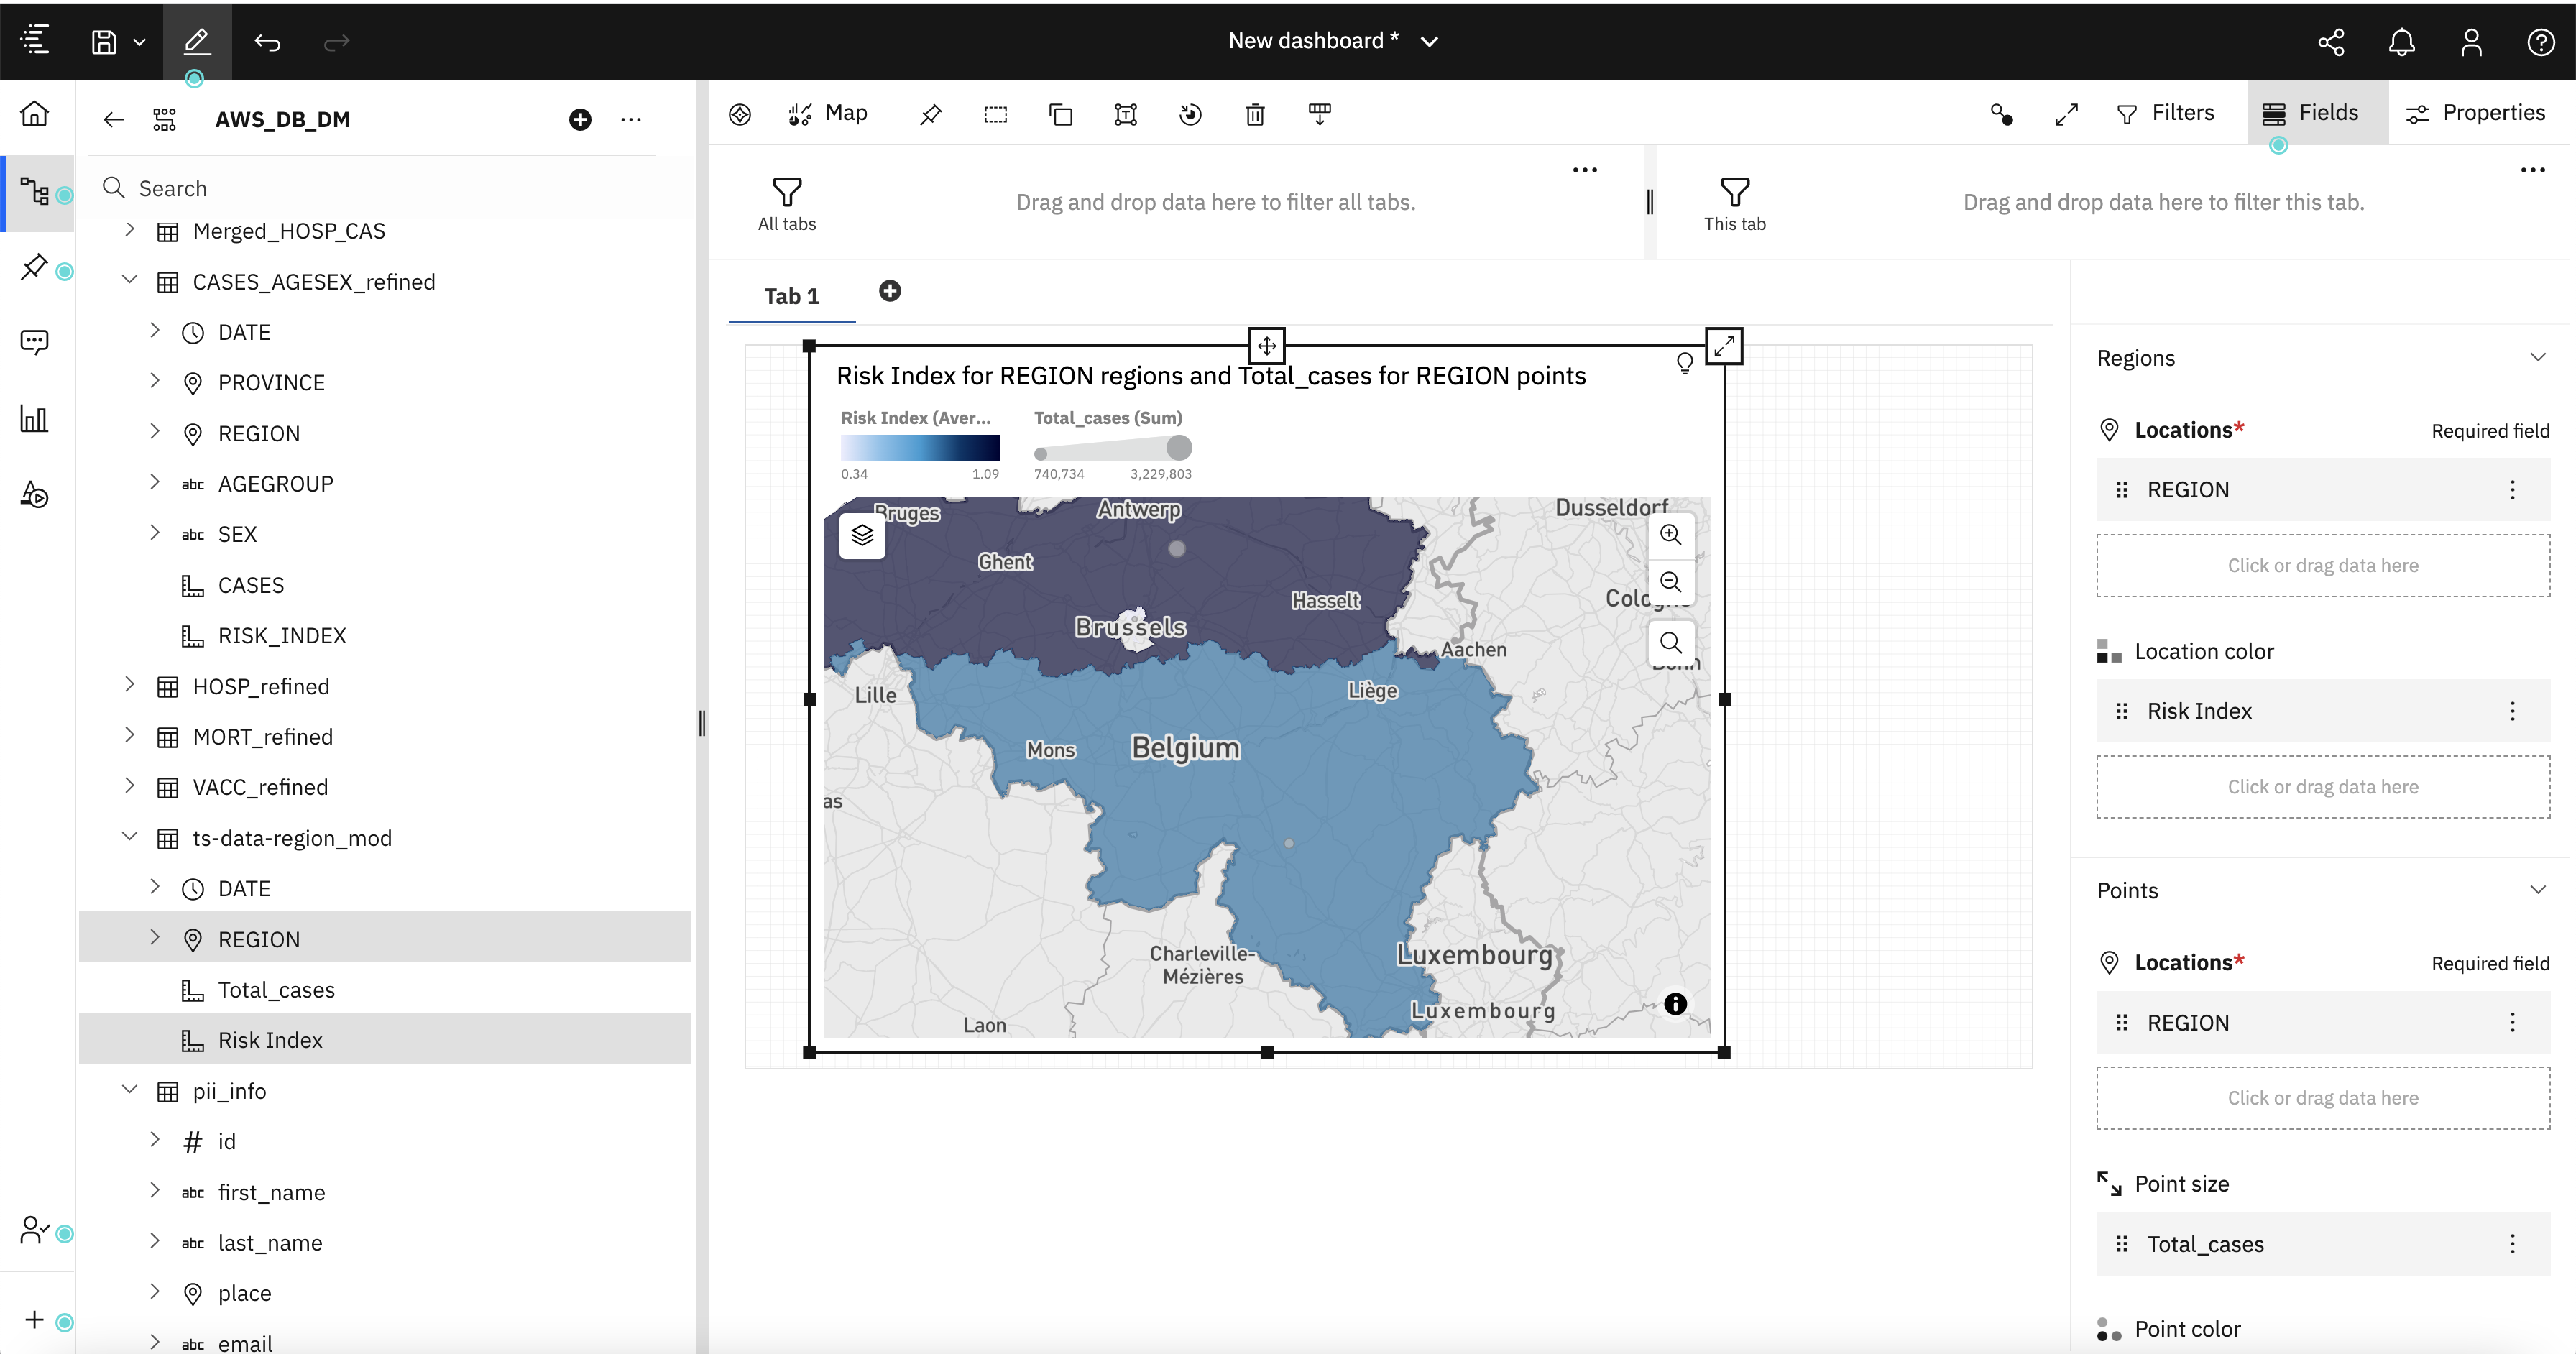 New dashboard *
AWS_DB_DM
Search
Merged_HOSP_CAS
CASES_AGESEX_refined
DATE
PROVINCE
REGION
abc AGEGROUP
abc SEX
CASES
RISK_INDEX
HOSP_refined
MORT_refined
VACC_refined
ts-data-region_mod
DATE
REGION
Total_cases
Risk Index
pii_info
# id
abc first_name
abc last_name
place
abc email
Map
Filters
Fields
Properties
All tabs
Drag and drop data here to filter all tabs.
This tab
Drag and drop data here to filter this tab.
Tab 1
Risk Index for REGION regions and Total_cases for REGION points
Risk Index (Aver...
0.34 1.09
Total_cases (Sum)
740,734 3,229,803
Bruges
Antwerp
Dusseldorf
Ghent
Hasselt
Brussels
Aachen
Lille
Liège
Mons
Belgium
as
Charleville-
Mézières
Luxembourg
Luxembourg
Laon
Regions
Locations* Required field
REGION
Click or drag data here
Location color
Risk Index
Click or drag data here
Points
Locations* Required field
REGION
Click or drag data here
Point size
Total_cases
Point color